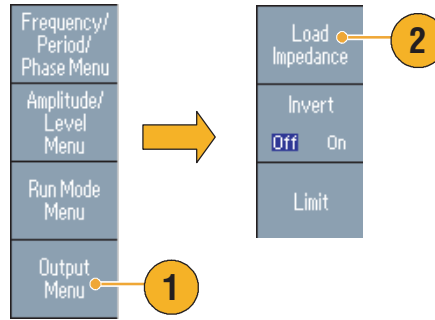 Frequency/
Period/
Phase Menu
Amplitude/
Level
Menu
Run Mode
Menu
Output
Menu
1
Load
Impedance
2
Invert
Off On
Limit